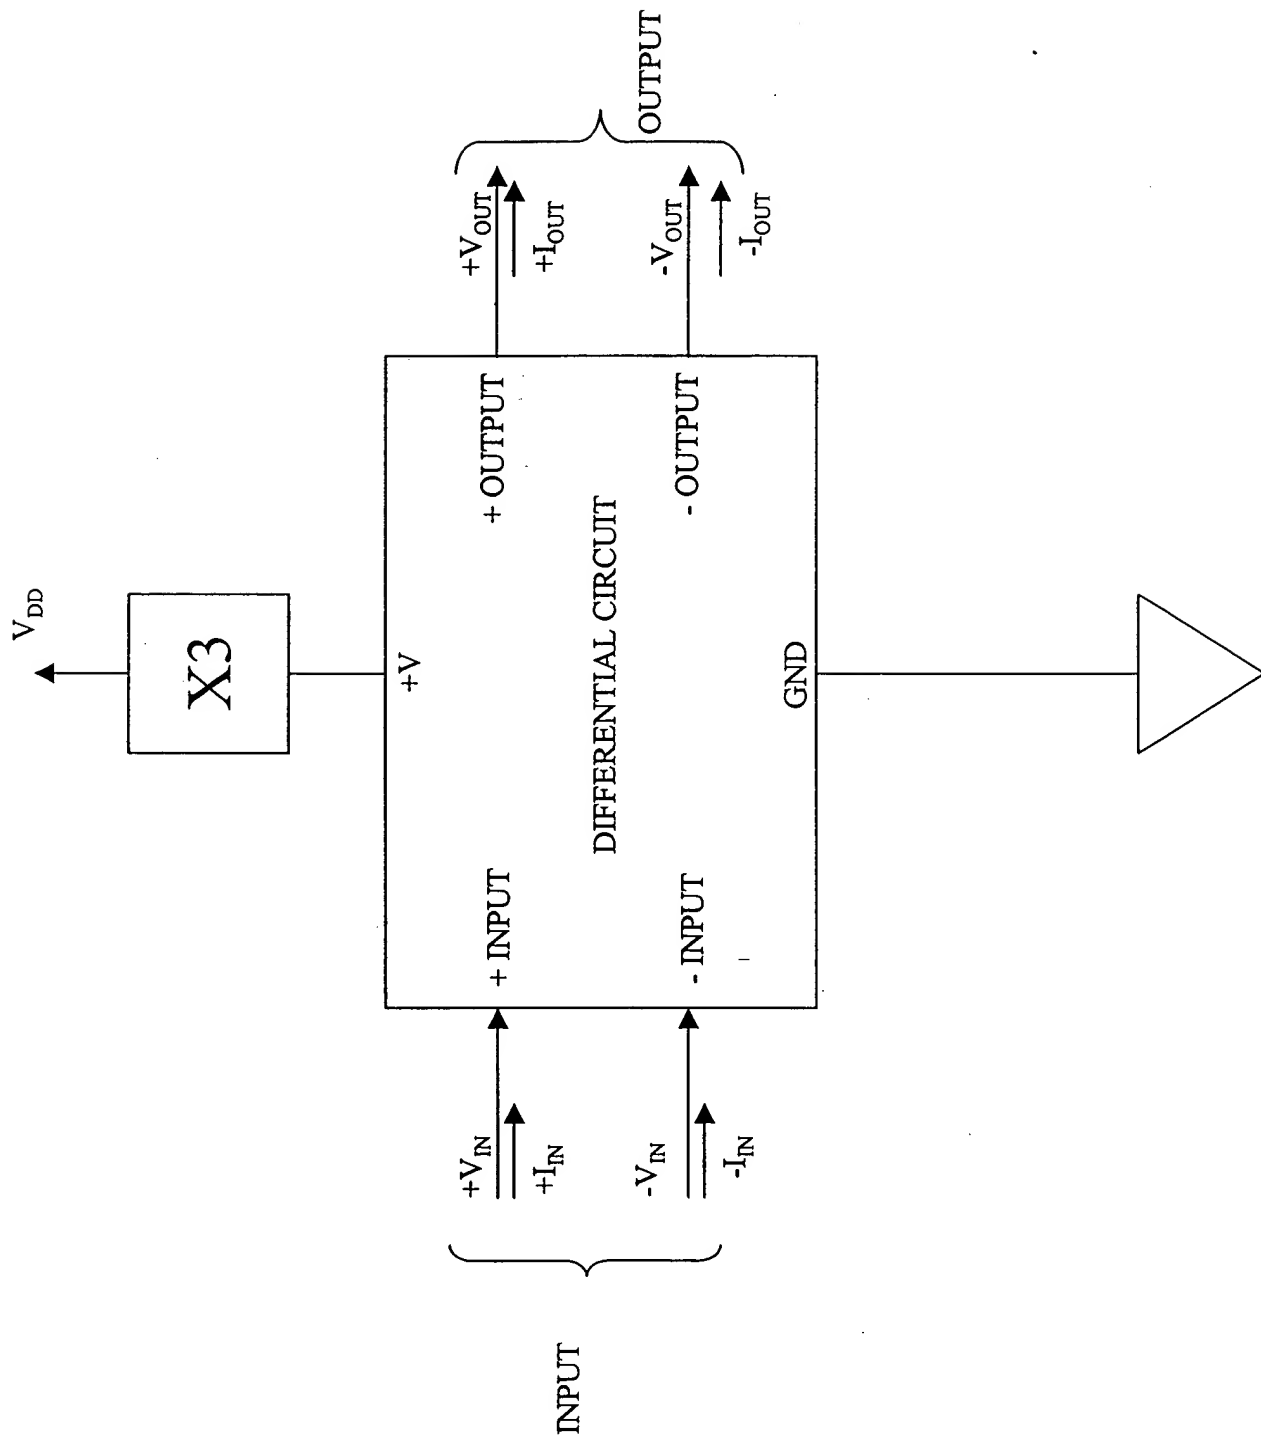 V_DD
X3
+V
INPUT
+V_IN
+I_IN
-V_IN
-I_IN
+ INPUT
- INPUT
DIFFERENTIAL CIRCUIT
+ OUTPUT
- OUTPUT
GND
+V_OUT
+I_OUT
-V_OUT
-I_OUT
OUTPUT